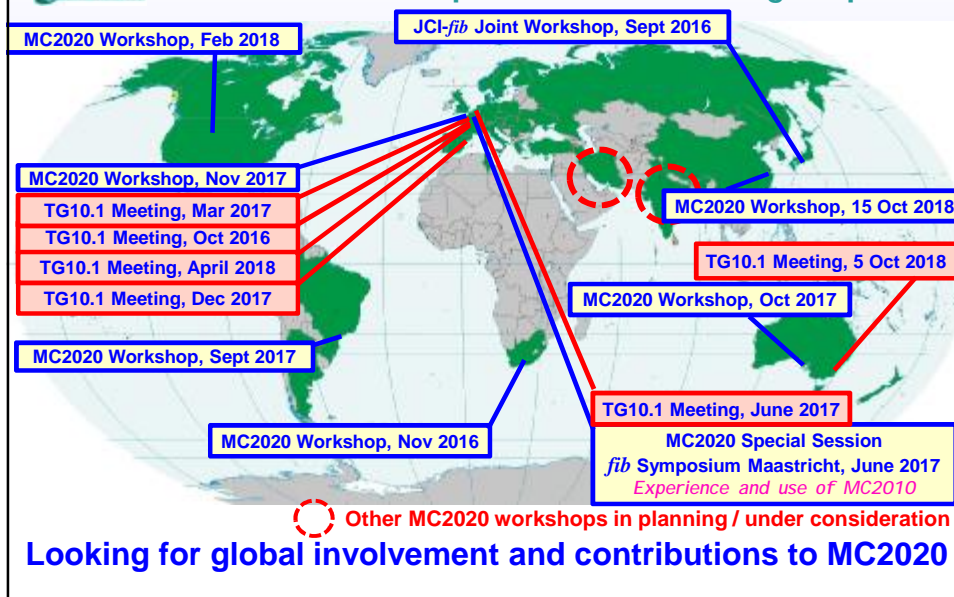 MC2020 Workshop, Feb 2018
JCI-fib Joint Workshop, Sept 2016
MC2020 Workshop, Nov 2017
TG10.1 Meeting, Mar 2017
TG10.1 Meeting, Oct 2016
TG10.1 Meeting, April 2018
TG10.1 Meeting, Dec 2017
MC2020 Workshop, Sept 2017
MC2020 Workshop, Nov 2016
MC2020 Workshop, 15 Oct 2018
TG10.1 Meeting, 5 Oct 2018
MC2020 Workshop, Oct 2017
TG10.1 Meeting, June 2017
MC2020 Special Session
fib Symposium Maastricht, June 2017
Experience and use of MC2010
Other MC2020 workshops in planning / under consideration
Looking for global involvement and contributions to MC2020